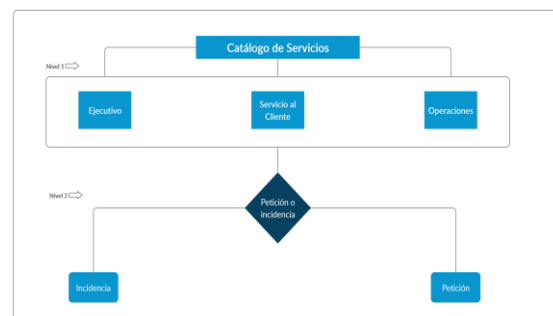 Catálogo de Servicios
Nivel 1
Ejecutivo
Servicio al
Cliente
Operaciones
Nivel 2
Petición o
incidencia
Incidencia
Petición